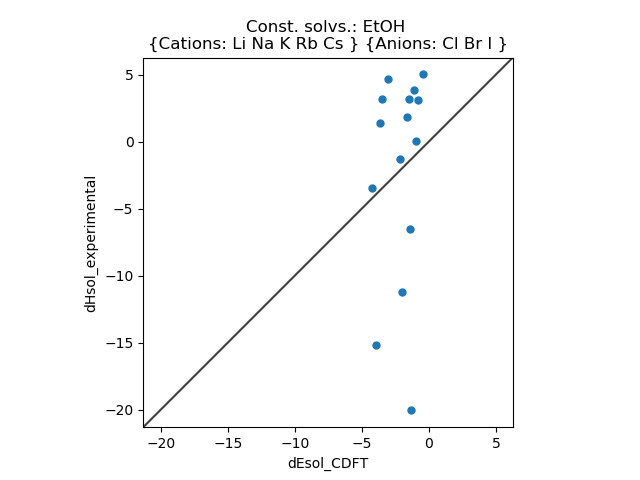 Const. solvs.: EtOH
{Cations: Li Na K Rb Cs } {Anions: Cl Br I }
5
0
−5
−10
−15
−20
dHsol_experimental
−20 −15 −10 −5 0 5
dEsol_CDFT